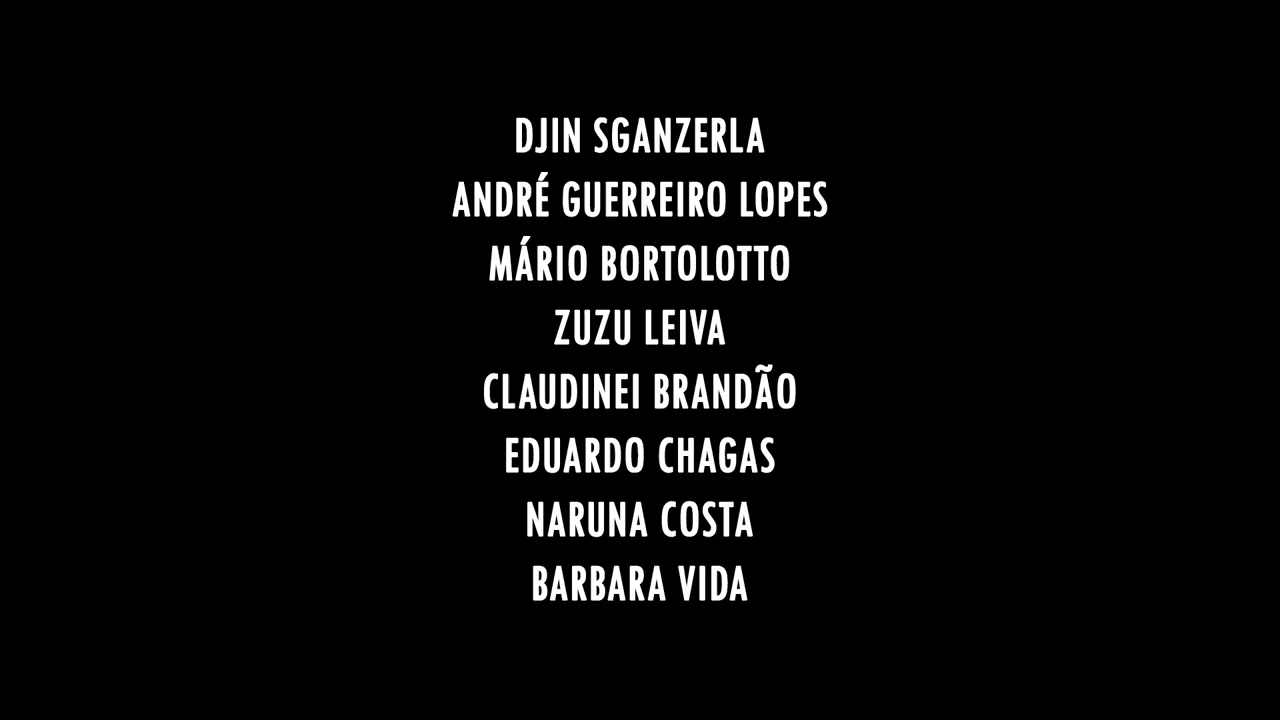 DJIN SGANZERLA
ANDRÉ GUERREIRO LOPES
MÁRIO BORTOLOTTO
ZUZU LEIVA
CLAUDINEI BRANDÃO
EDUARDO CHAGAS
NARUNA COSTA
BARBARA VIDA